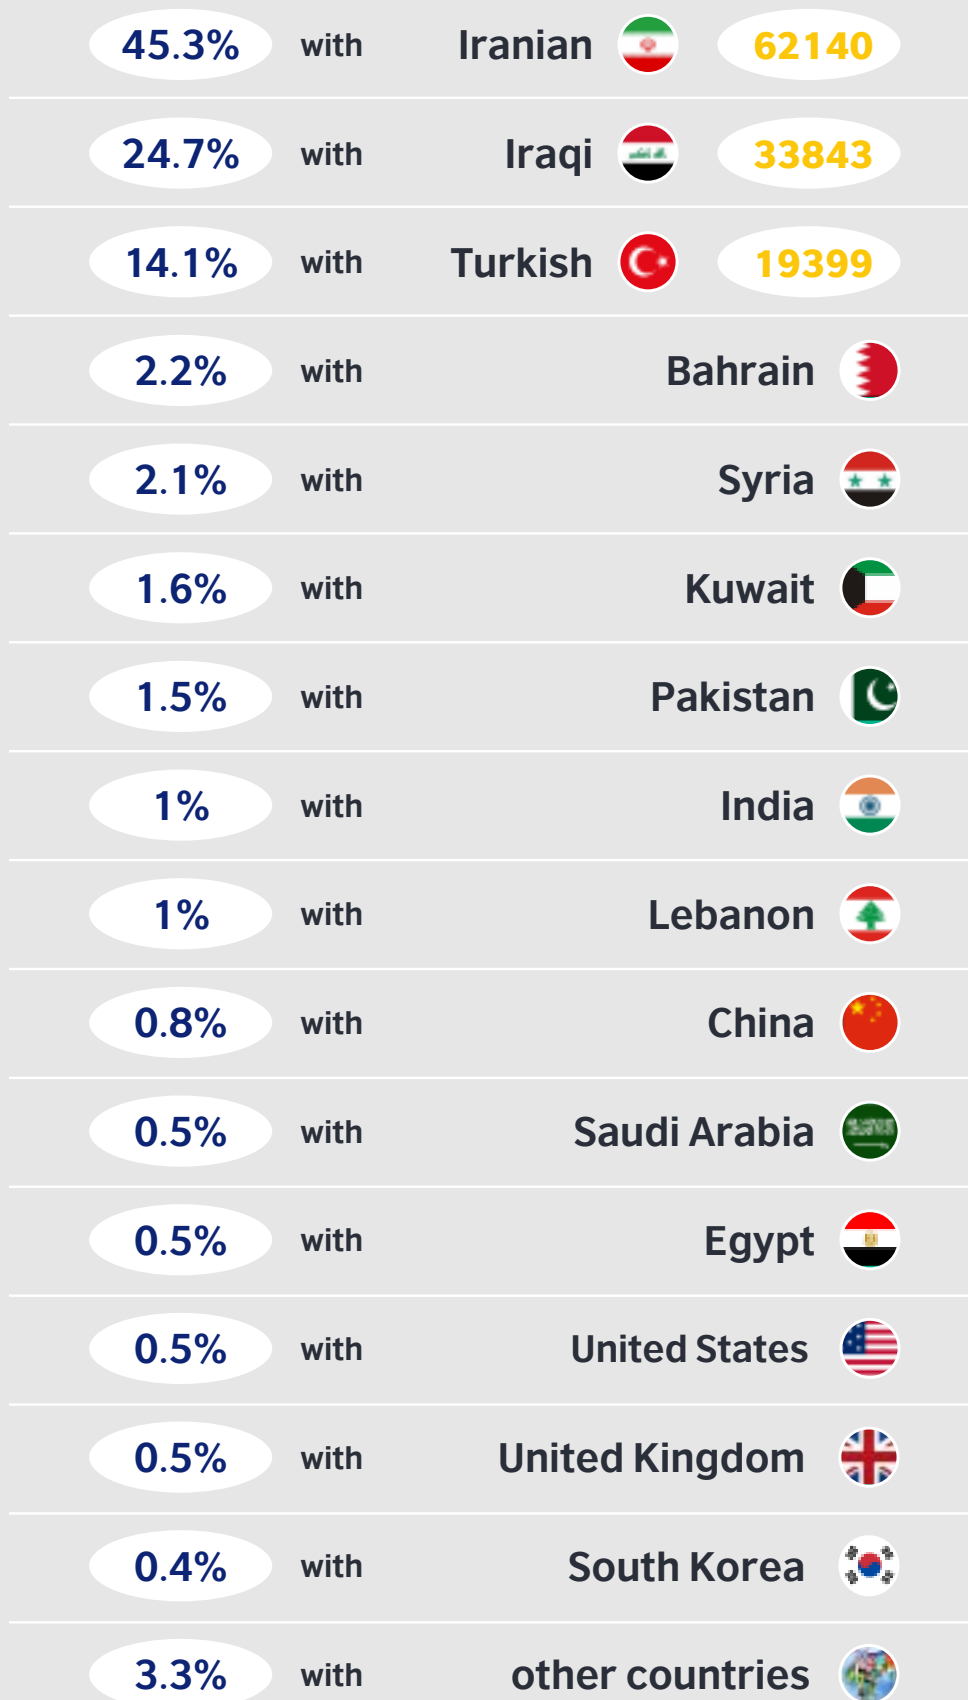 45.3% with Iranian 62140
24.7% with Iraqi 33843
14.1% with Turkish 19399
2.2% with Bahrain
2.1% with Syria
1.6% with Kuwait
1.5% with Pakistan
1% with India
1% with Lebanon
0.8% with China
0.5% with Saudi Arabia
0.5% with Egypt
0.5% with United States
0.5% with United Kingdom
0.4% with South Korea
3.3% with other countries